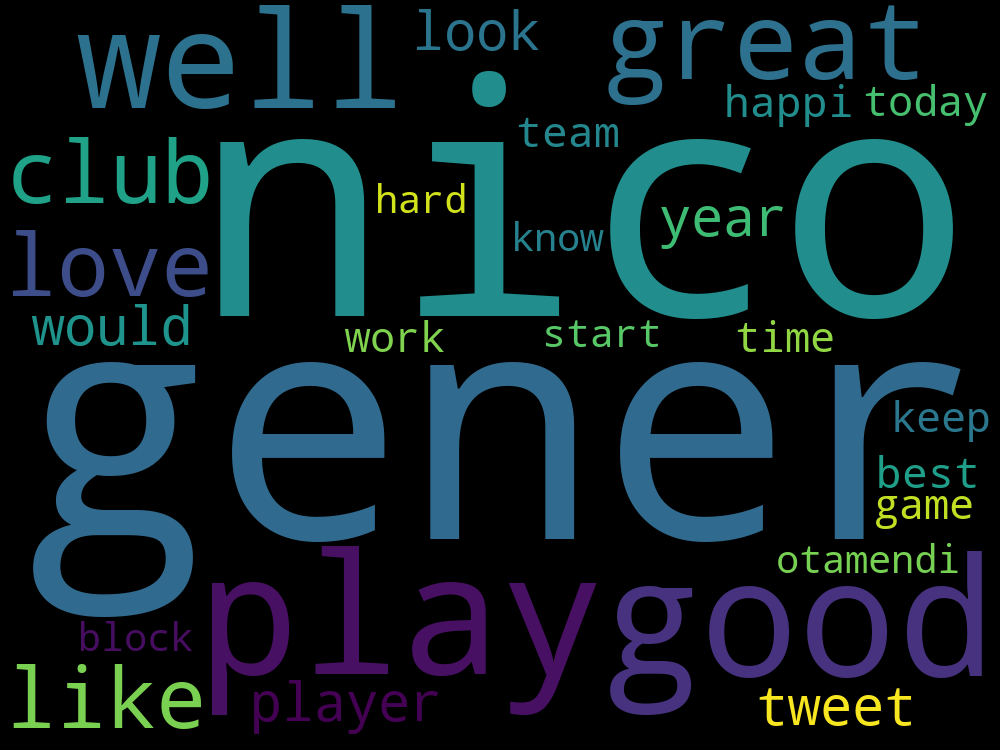 well
look
great
happi
today
team
club
nico
hard
year
know
love
would
work
start
time
gener
keep
best
game
otamendi
play
good
block
like
player
tweet